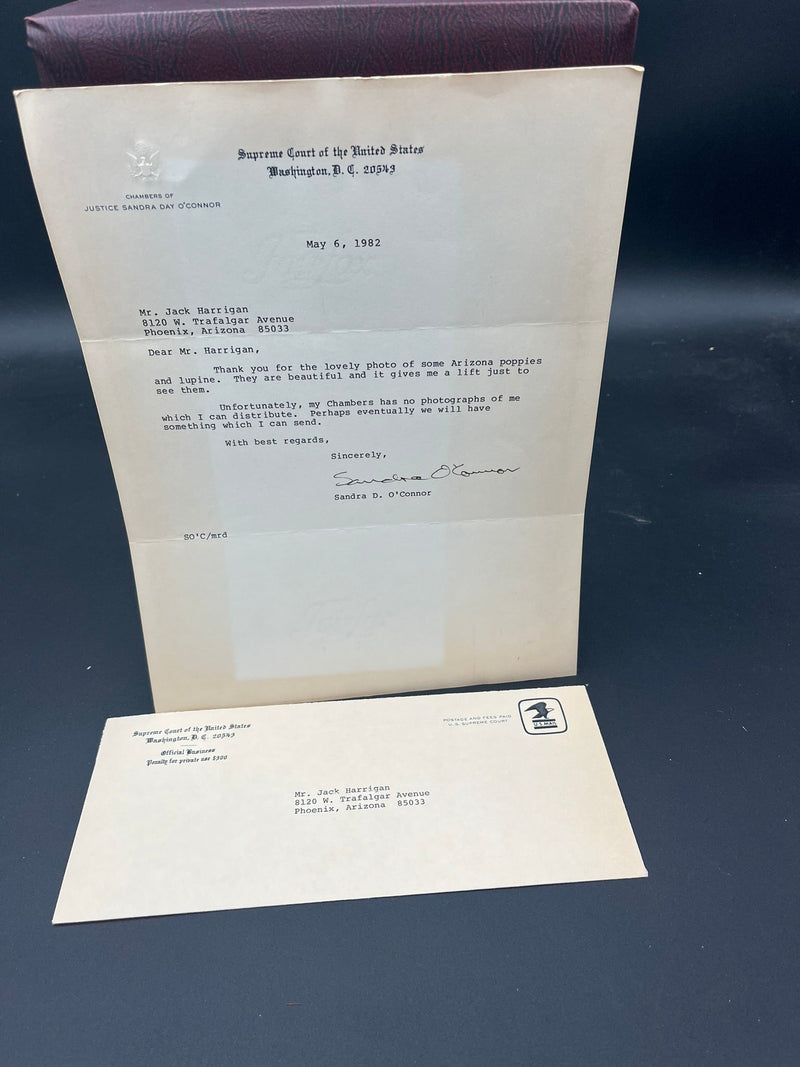 Supreme Court of the United States
Washington, D. C. 20543
CHAMBERS OF
JUSTICE SANDRA DAY O'CONNOR
May 6, 1982
Mr. Jack Harrigan
8120 W. Trafalgar Avenue
Phoenix, Arizona 85033
Dear Mr. Harrigan,
Thank you for the lovely photo of some Arizona poppies
and lupine. They are beautiful and it gives me a lift just to
see them.
Unfortunately, my Chambers has no photographs of me
which I can distribute. Perhaps eventually we will have
something which I can send.
With best regards,
Sincerely,
Sandra O'Connor
Sandra D. O'Connor
SO'C/mrd
Supreme Court of the United States
Washington, D. C. 20543
Official Business
Penalty for private use $300
POSTAGE AND FEES PAID
U. S. SUPREME COURT
U.S.MAIL
Mr. Jack Harrigan
8120 W. Trafalgar Avenue
Phoenix, Arizona 85033